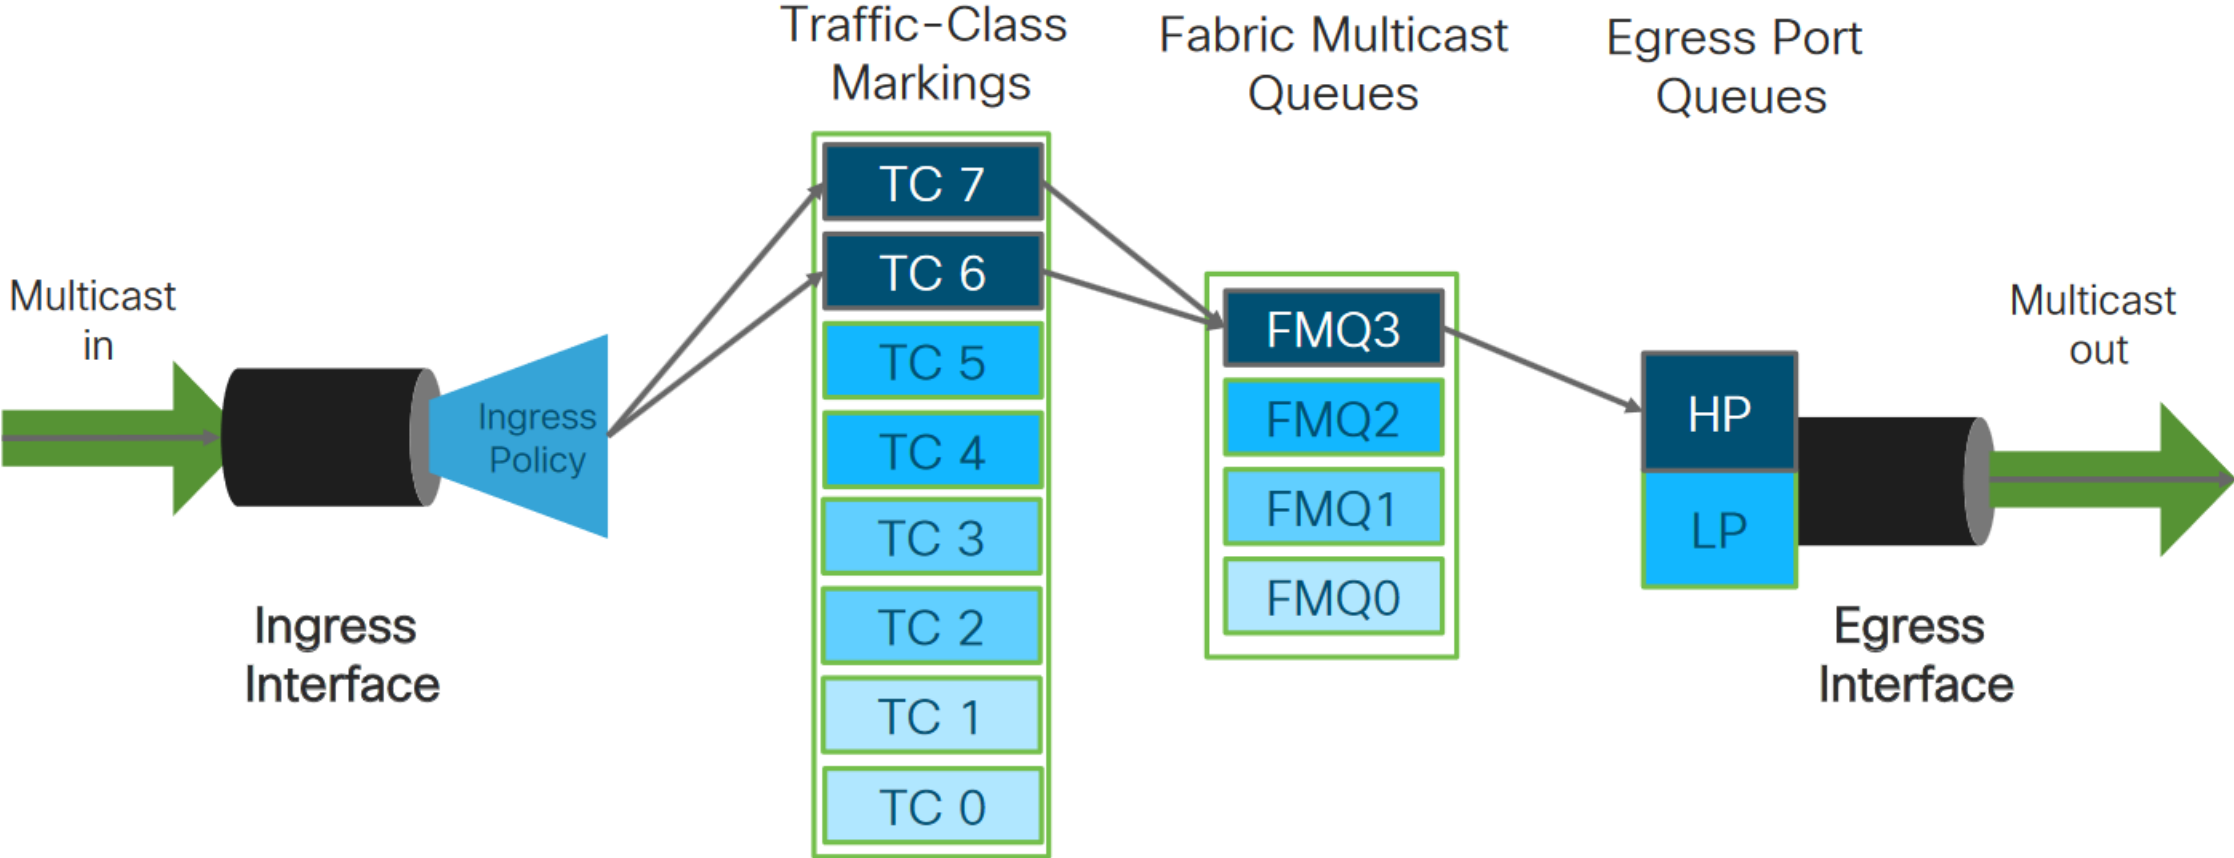 Traffic-Class
Markings
Fabric Multicast
Queues
Egress Port
Queues
Multicast
in
Ingress
Policy
Ingress
Interface
TC 7
TC 6
TC 5
TC 4
TC 3
TC 2
TC 1
TC 0
FMQ3
FMQ2
FMQ1
FMQ0
HP
LP
Multicast
out
Egress
Interface